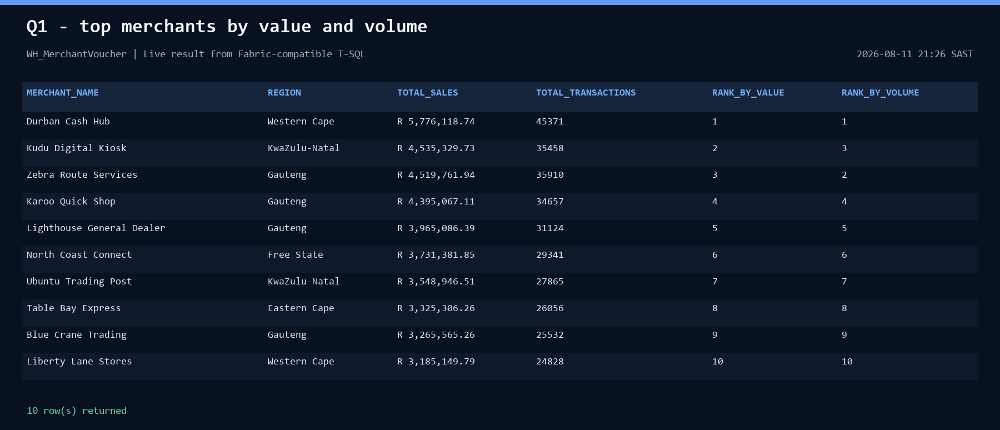 Q1 - top merchants by value and volume
WH_MerchantVoucher | Live result from Fabric-compatible T-SQL 2026-08-11 21:26 SAST
MERCHANT_NAME REGION TOTAL_SALES TOTAL_TRANSACTIONS RANK_BY_VALUE RANK_BY_VOLUME
Durban Cash Hub Western Cape R 5,776,118.74 45371 1 1
Kudu Digital Kiosk KwaZulu-Natal R 4,535,329.73 35458 2 3
Zebra Route Services Gauteng R 4,519,761.94 35910 3 2
Karoo Quick Shop Gauteng R 4,395,067.11 34657 4 4
Lighthouse General Dealer Gauteng R 3,965,086.39 31124 5 5
North Coast Connect Free State R 3,731,381.85 29341 6 6
Ubuntu Trading Post KwaZulu-Natal R 3,548,946.51 27865 7 7
Table Bay Express Eastern Cape R 3,325,306.26 26056 8 8
Blue Crane Trading Gauteng R 3,265,565.26 25532 9 9
Liberty Lane Stores Western Cape R 3,185,149.79 24828 10 10
10 row(s) returned